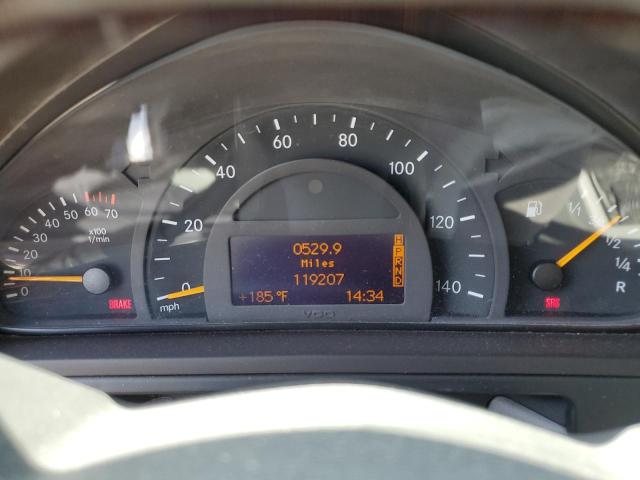 0
10
20
30
40
50
60
70
x100
1/min
BRAKE
0
20
40
60
80
100
120
140
mph
0529.9
Miles
119207
+185 °F
14:34
P
R
N
D
VDO
1/1
1/2
1/4
R
SRS